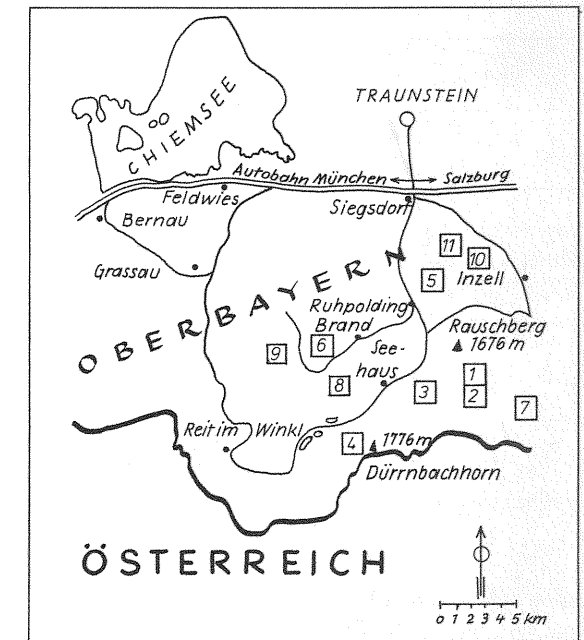 TRAUNSTEIN
CHIEMSEE
Autobahn München Salzburg
Feldwies
Siegsdorf
Bernau
11
10
Grassau
5
Inzell
OBERBAYERN
Ruhpolding
Brand
Rauschberg
1676 m
9
6
See-
haus
1
8
3
2
7
Reit im Winkl
4
1776 m
Dürrnbachhorn
ÖSTERREICH
0 1 2 3 4 5 km